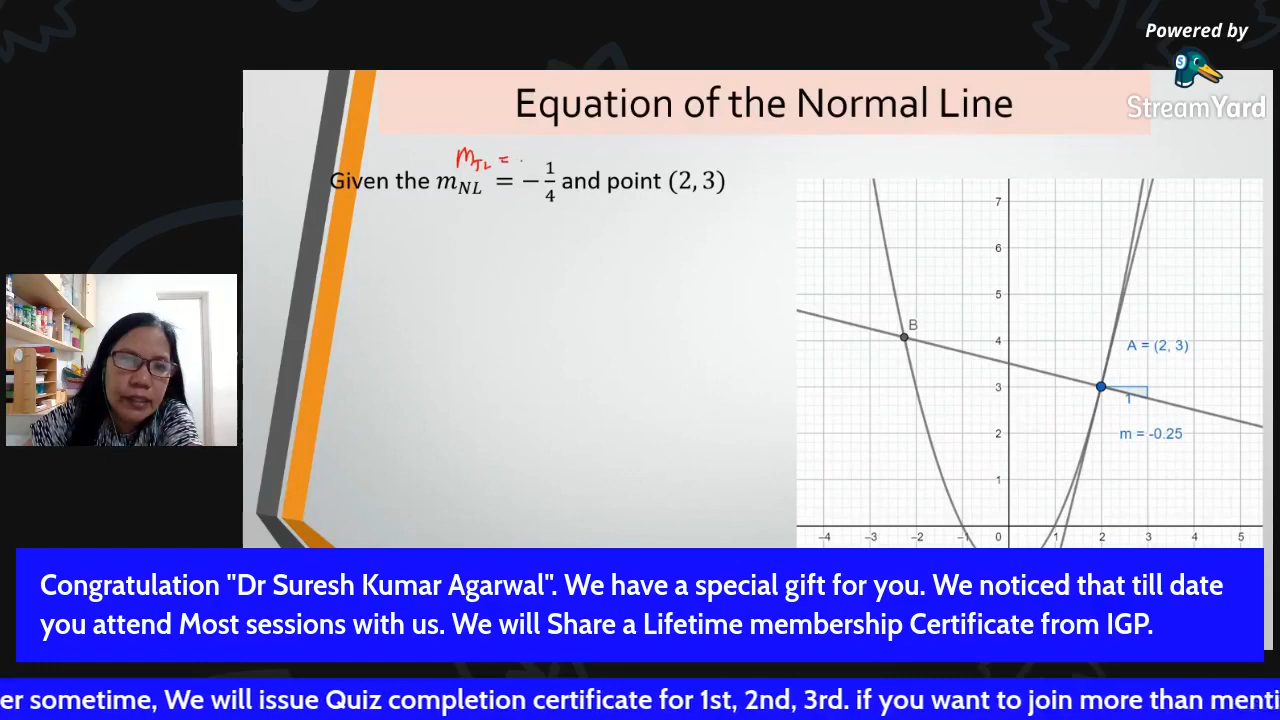 Powered by
StreamYard
Equation of the Normal Line
m_TL =
Given the m_NL = −1/4 and point (2, 3)
7
6
5
B
4
A = (2, 3)
3
1
2
m = -0.25
1
−4 −3 −2 −1 0 1 2 3 4 5
Congratulation "Dr Suresh Kumar Agarwal". We have a special gift for you. We noticed that till date
you attend Most sessions with us. We will Share a Lifetime membership Certificate from IGP.
er sometime, We will issue Quiz completion certificate for 1st, 2nd, 3rd. if you want to join more than menti